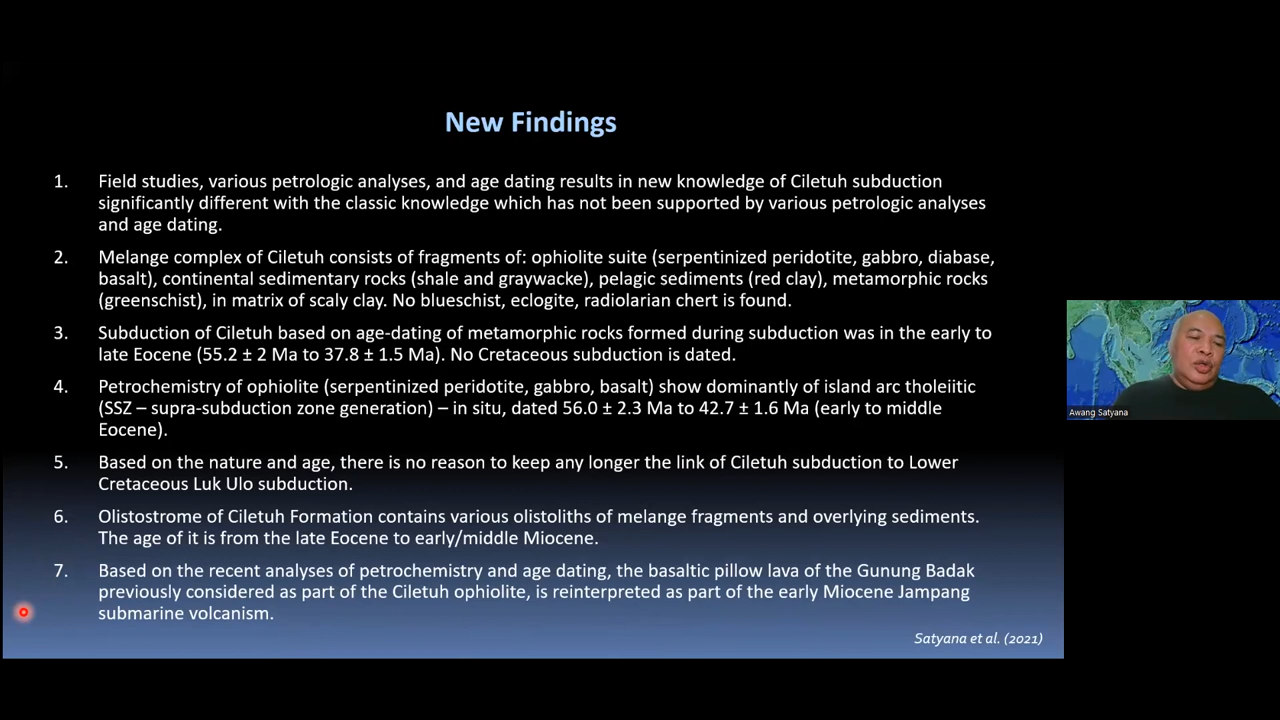 New Findings
1. Field studies, various petrologic analyses, and age dating results in new knowledge of Ciletuh subduction
significantly different with the classic knowledge which has not been supported by various petrologic analyses
and age dating.
2. Melange complex of Ciletuh consists of fragments of: ophiolite suite (serpentinized peridotite, gabbro, diabase,
basalt), continental sedimentary rocks (shale and graywacke), pelagic sediments (red clay), metamorphic rocks
(greenschist), in matrix of scaly clay. No blueschist, eclogite, radiolarian chert is found.
3. Subduction of Ciletuh based on age-dating of metamorphic rocks formed during subduction was in the early to
late Eocene (55.2 ± 2 Ma to 37.8 ± 1.5 Ma). No Cretaceous subduction is dated.
4. Petrochemistry of ophiolite (serpentinized peridotite, gabbro, basalt) show dominantly of island arc tholeiitic
(SSZ – supra-subduction zone generation) – in situ, dated 56.0 ± 2.3 Ma to 42.7 ± 1.6 Ma (early to middle
Eocene).
5. Based on the nature and age, there is no reason to keep any longer the link of Ciletuh subduction to Lower
Cretaceous Luk Ulo subduction.
6. Olistostrome of Ciletuh Formation contains various olistoliths of melange fragments and overlying sediments.
The age of it is from the late Eocene to early/middle Miocene.
7. Based on the recent analyses of petrochemistry and age dating, the basaltic pillow lava of the Gunung Badak
previously considered as part of the Ciletuh ophiolite, is reinterpreted as part of the early Miocene Jampang
submarine volcanism.
Satyana et al. (2021)
Awang Satyana